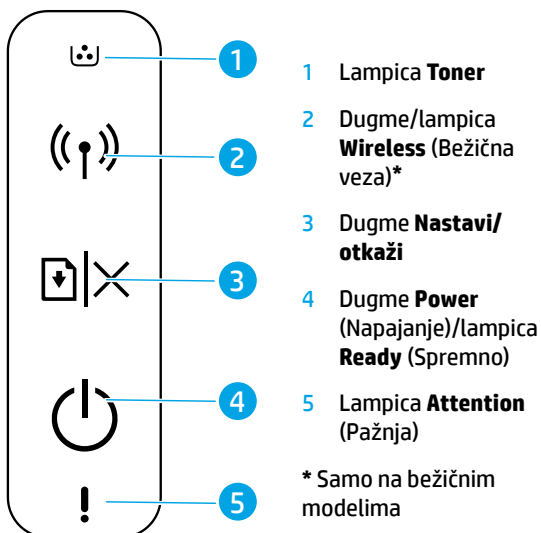 1
2
3
4
5
1 Lampica Toner
2 Dugme/lampica
Wireless (Bežična
veza)*
3 Dugme Nastavi/
otkaži
4 Dugme Power
(Napajanje)/lampica
Ready (Spremno)
5 Lampica Attention
(Pažnja)
* Samo na bežičnim
modelima